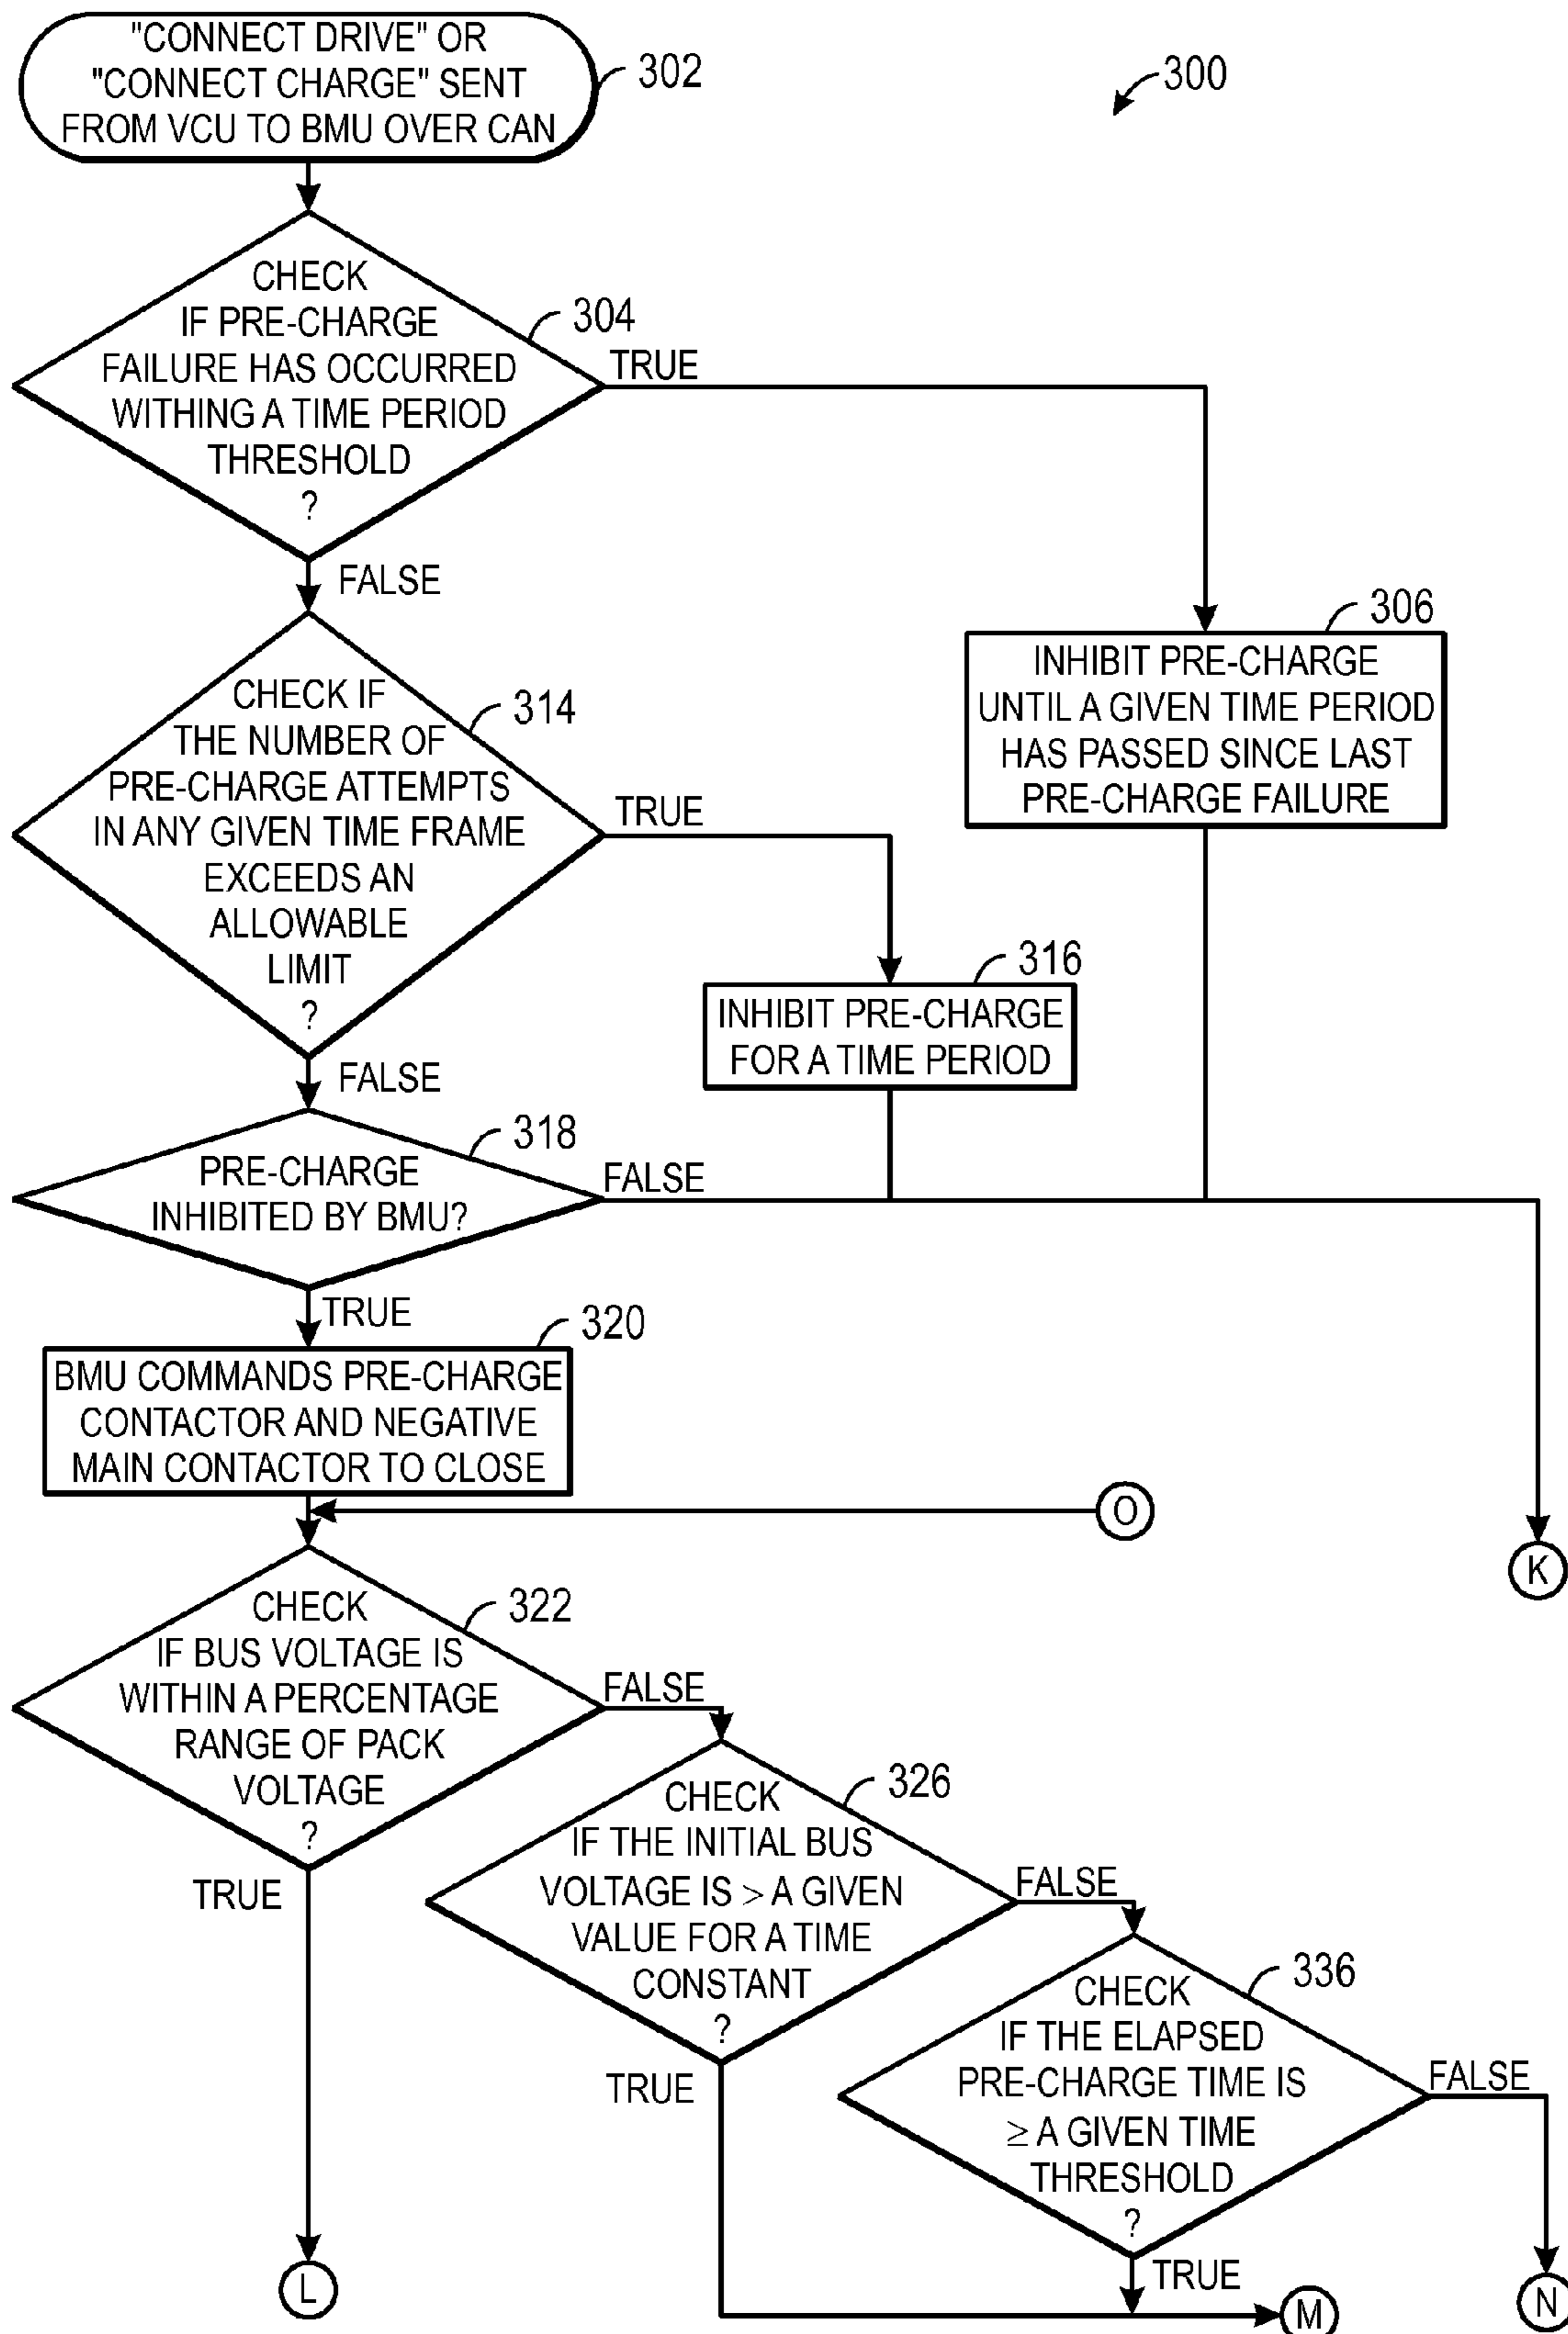 "CONNECT DRIVE" OR
"CONNECT CHARGE" SENT
FROM VCU TO BMU OVER CAN
302
300
CHECK
IF PRE-CHARGE
FAILURE HAS OCCURRED
WITHING A TIME PERIOD
THRESHOLD
?
304
TRUE
FALSE
306
INHIBIT PRE-CHARGE
UNTIL A GIVEN TIME PERIOD
HAS PASSED SINCE LAST
PRE-CHARGE FAILURE
CHECK IF
THE NUMBER OF
PRE-CHARGE ATTEMPTS
IN ANY GIVEN TIME FRAME
EXCEEDS AN
ALLOWABLE
LIMIT
?
314
TRUE
FALSE
316
INHIBIT PRE-CHARGE
FOR A TIME PERIOD
318
PRE-CHARGE
INHIBITED BY BMU?
FALSE
TRUE
320
BMU COMMANDS PRE-CHARGE
CONTACTOR AND NEGATIVE
MAIN CONTACTOR TO CLOSE
O
K
CHECK
IF BUS VOLTAGE IS
WITHIN A PERCENTAGE
RANGE OF PACK
VOLTAGE
?
322
FALSE
TRUE
CHECK
IF THE INITIAL BUS
VOLTAGE IS > A GIVEN
VALUE FOR A TIME
CONSTANT
?
326
FALSE
TRUE
CHECK
IF THE ELAPSED
PRE-CHARGE TIME IS
≥ A GIVEN TIME
THRESHOLD
?
336
FALSE
TRUE
L
M
N